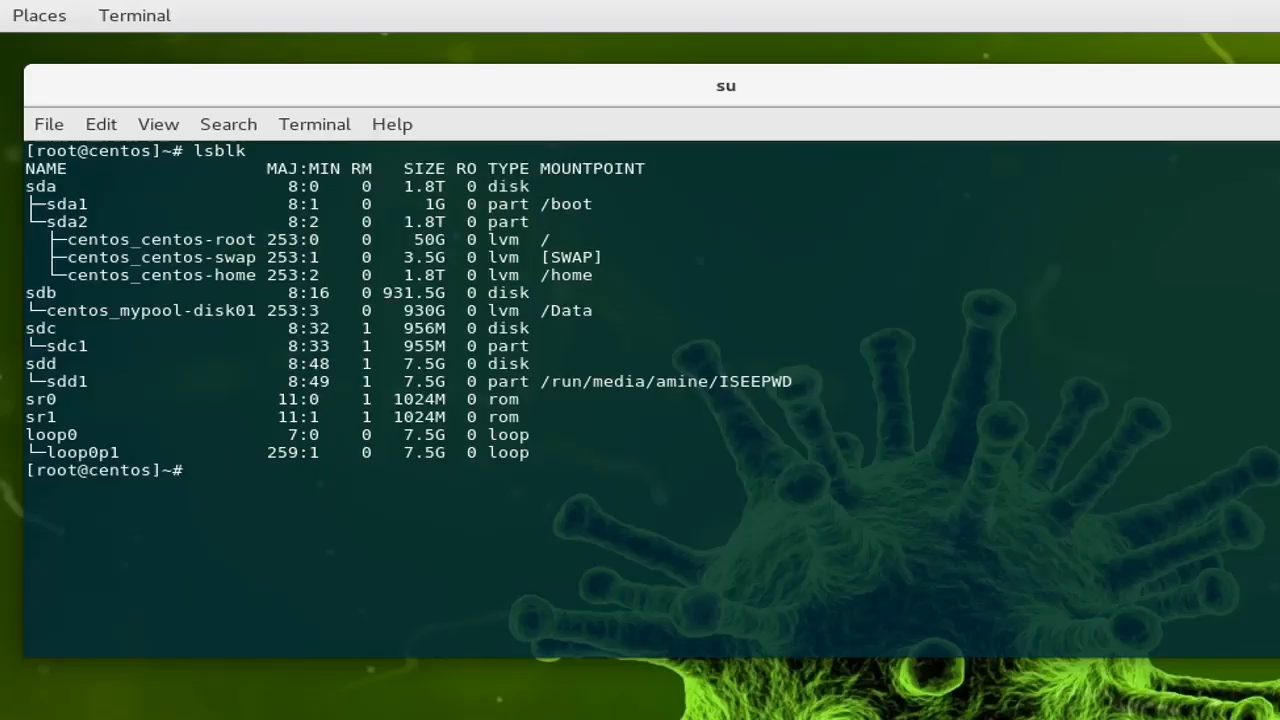 Places Terminal
su
File Edit View Search Terminal Help
[root@centos]~# lsblk
NAME                   MAJ:MIN RM   SIZE RO TYPE MOUNTPOINT
sda                      8:0    0   1.8T  0 disk
├─sda1                   8:1    0     1G  0 part /boot
└─sda2                   8:2    0   1.8T  0 part
  ├─centos_centos-root 253:0    0    50G  0 lvm  /
  ├─centos_centos-swap 253:1    0   3.5G  0 lvm  [SWAP]
  └─centos_centos-home 253:2    0   1.8T  0 lvm  /home
sdb                      8:16   0 931.5G  0 disk
└─centos_mypool-disk01 253:3    0   930G  0 lvm  /Data
sdc                      8:32   1   956M  0 disk
└─sdc1                   8:33   1   955M  0 part
sdd                      8:48   1   7.5G  0 disk
└─sdd1                   8:49   1   7.5G  0 part /run/media/amine/ISEEPWD
sr0                     11:0    1  1024M  0 rom
sr1                     11:1    1  1024M  0 rom
loop0                    7:0    0   7.5G  0 loop
└─loop0p1              259:1    0   7.5G  0 loop
[root@centos]~#